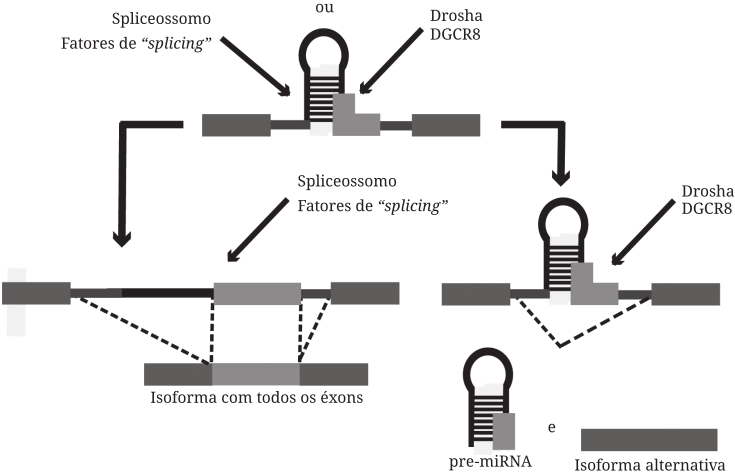 ou
Spliceossomo
Fatores de “splicing”
Drosha
DGCR8
Spliceossomo
Fatores de “splicing”
Drosha
DGCR8
Isoforma com todos os éxons
pre-miRNA
e
Isoforma alternativa